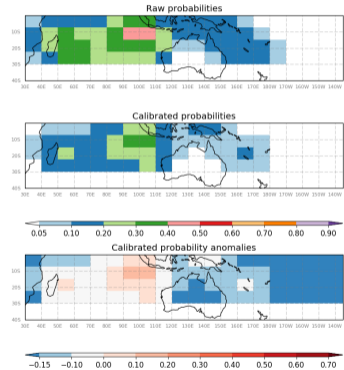 Raw probabilities
10S
20S
30S
40S
30E 40E 50E 60E 70E 80E 90E 100E 110E 120E 130E 140E 150E 160E 170E 180 170W 160W 150W 140W
Calibrated probabilities
10S
20S
30S
40S
30E 40E 50E 60E 70E 80E 90E 100E 110E 120E 130E 140E 150E 160E 170E 180 170W 160W 150W 140W
0.05 0.10 0.20 0.30 0.40 0.50 0.60 0.70 0.80 0.90
Calibrated probability anomalies
10S
20S
30S
40S
30E 40E 50E 60E 70E 80E 90E 100E 110E 120E 130E 140E 150E 160E 170E 180 170W 160W 150W 140W
−0.15 −0.10 0.00 0.10 0.20 0.30 0.40 0.50 0.60 0.70